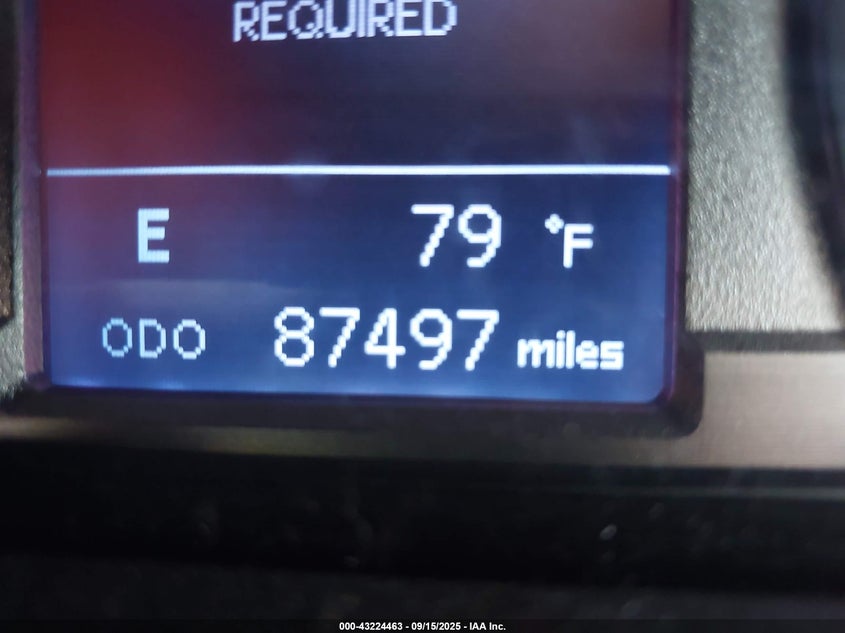 REQUIRED
E 79 °F
ODO 87497 miles
000-43224463 - 09/15/2025 - IAA Inc.